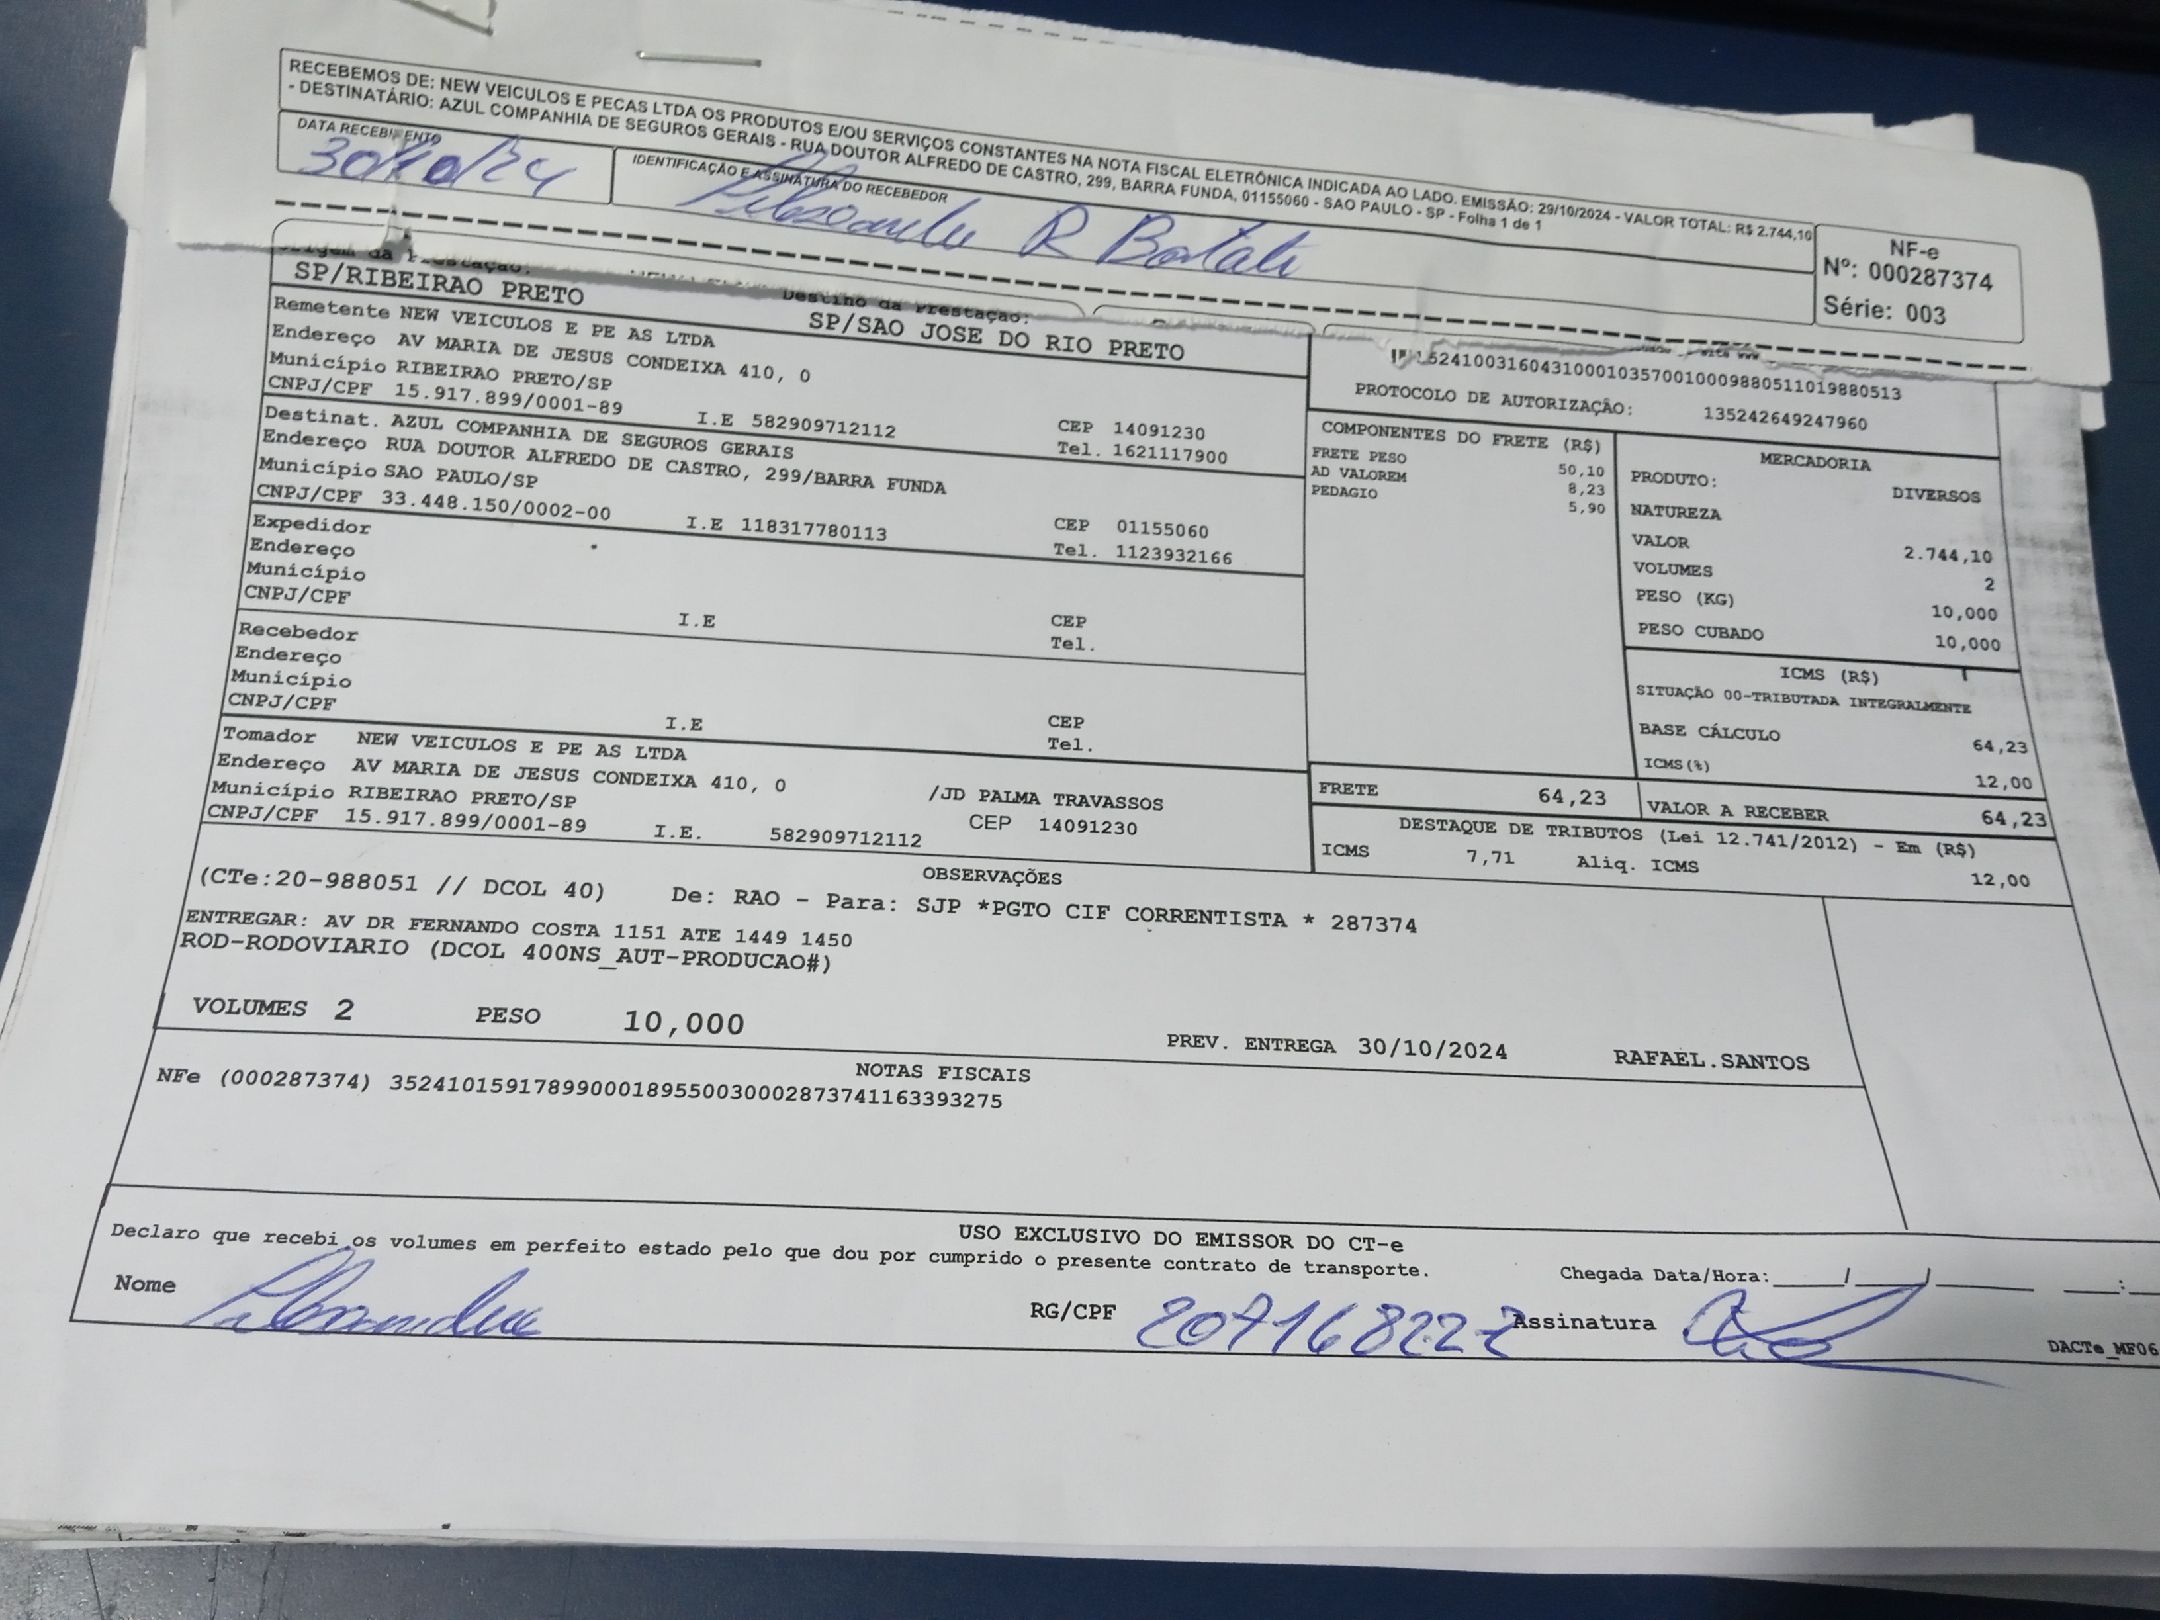 RECEBEMOS DE: NEW VEICULOS E PECAS LTDA OS PRODUTOS E/OU SERVIÇOS CONSTANTES NA NOTA FISCAL ELETRÔNICA INDICADA AO LADO. EMISSÃO: 29/10/2024 - VALOR TOTAL: R$ 2.744,10
- DESTINATÁRIO: AZUL COMPANHIA DE SEGUROS GERAIS - RUA DOUTOR ALFREDO DE CASTRO, 299, BARRA FUNDA, 01155060 - SAO PAULO - SP - Folha 1 de 1
DATA RECEBIMENTO
30/10/24
IDENTIFICAÇÃO E ASSINATURA DO RECEBEDOR
R
NF-e
Nº: 000287374
Série: 003
Destino da Prestação:
SP/RIBEIRAO PRETO
SP/SAO JOSE DO RIO PRETO
Remetente NEW VEICULOS E PE AS LTDA
Endereço AV MARIA DE JESUS CONDEIXA 410, 0
Município RIBEIRAO PRETO/SP
CNPJ/CPF 15.917.899/0001-89 I.E 582909712112
CEP 14091230
Tel. 1621117900
Destinat. AZUL COMPANHIA DE SEGUROS GERAIS
Endereço RUA DOUTOR ALFREDO DE CASTRO, 299/BARRA FUNDA
Município SAO PAULO/SP
CNPJ/CPF 33.448.150/0002-00 I.E 118317780113
CEP 01155060
Tel. 1123932166
Expedidor
Endereço
Município
CNPJ/CPF
I.E
CEP
Tel.
Recebedor
Endereço
Município
CNPJ/CPF
I.E
CEP
Tel.
Tomador NEW VEICULOS E PE AS LTDA
Endereço AV MARIA DE JESUS CONDEIXA 410, 0 /JD PALMA TRAVASSOS
Município RIBEIRAO PRETO/SP CEP 14091230
CNPJ/CPF 15.917.899/0001-89 I.E. 582909712112
PROTOCOLO DE AUTORIZAÇÃO: 135242649247960
COMPONENTES DO FRETE (R$)
FRETE PESO 50,10
AD VALOREM 8,23
PEDAGIO 5,90
MERCADORIA
PRODUTO: DIVERSOS
NATUREZA
VALOR 2.744,10
VOLUMES 2
PESO (KG) 10,000
PESO CUBADO 10,000
ICMS (R$)
SITUAÇÃO 00-TRIBUTADA INTEGRALMENTE
BASE CÁLCULO 64,23
ICMS(%) 12,00
FRETE 64,23
VALOR A RECEBER 64,23
DESTAQUE DE TRIBUTOS (Lei 12.741/2012) - Em (R$)
ICMS 7,71 Aliq. ICMS 12,00
OBSERVAÇÕES
(CTe:20-988051 // DCOL 40) De: RAO - Para: SJP *PGTO CIF CORRENTISTA * 287374
ENTREGAR: AV DR FERNANDO COSTA 1151 ATE 1449 1450
ROD-RODOVIARIO (DCOL 400NS_AUT-PRODUCAO#)
VOLUMES 2 PESO 10,000
PREV. ENTREGA 30/10/2024 RAFAEL.SANTOS
NOTAS FISCAIS
NFe (000287374) 35241015917899000189550030002873741163393275
USO EXCLUSIVO DO EMISSOR DO CT-e
Declaro que recebi os volumes em perfeito estado pelo que dou por cumprido o presente contrato de transporte.
Chegada Data/Hora:
Nome
RG/CPF
Assinatura
DACTe_MF06